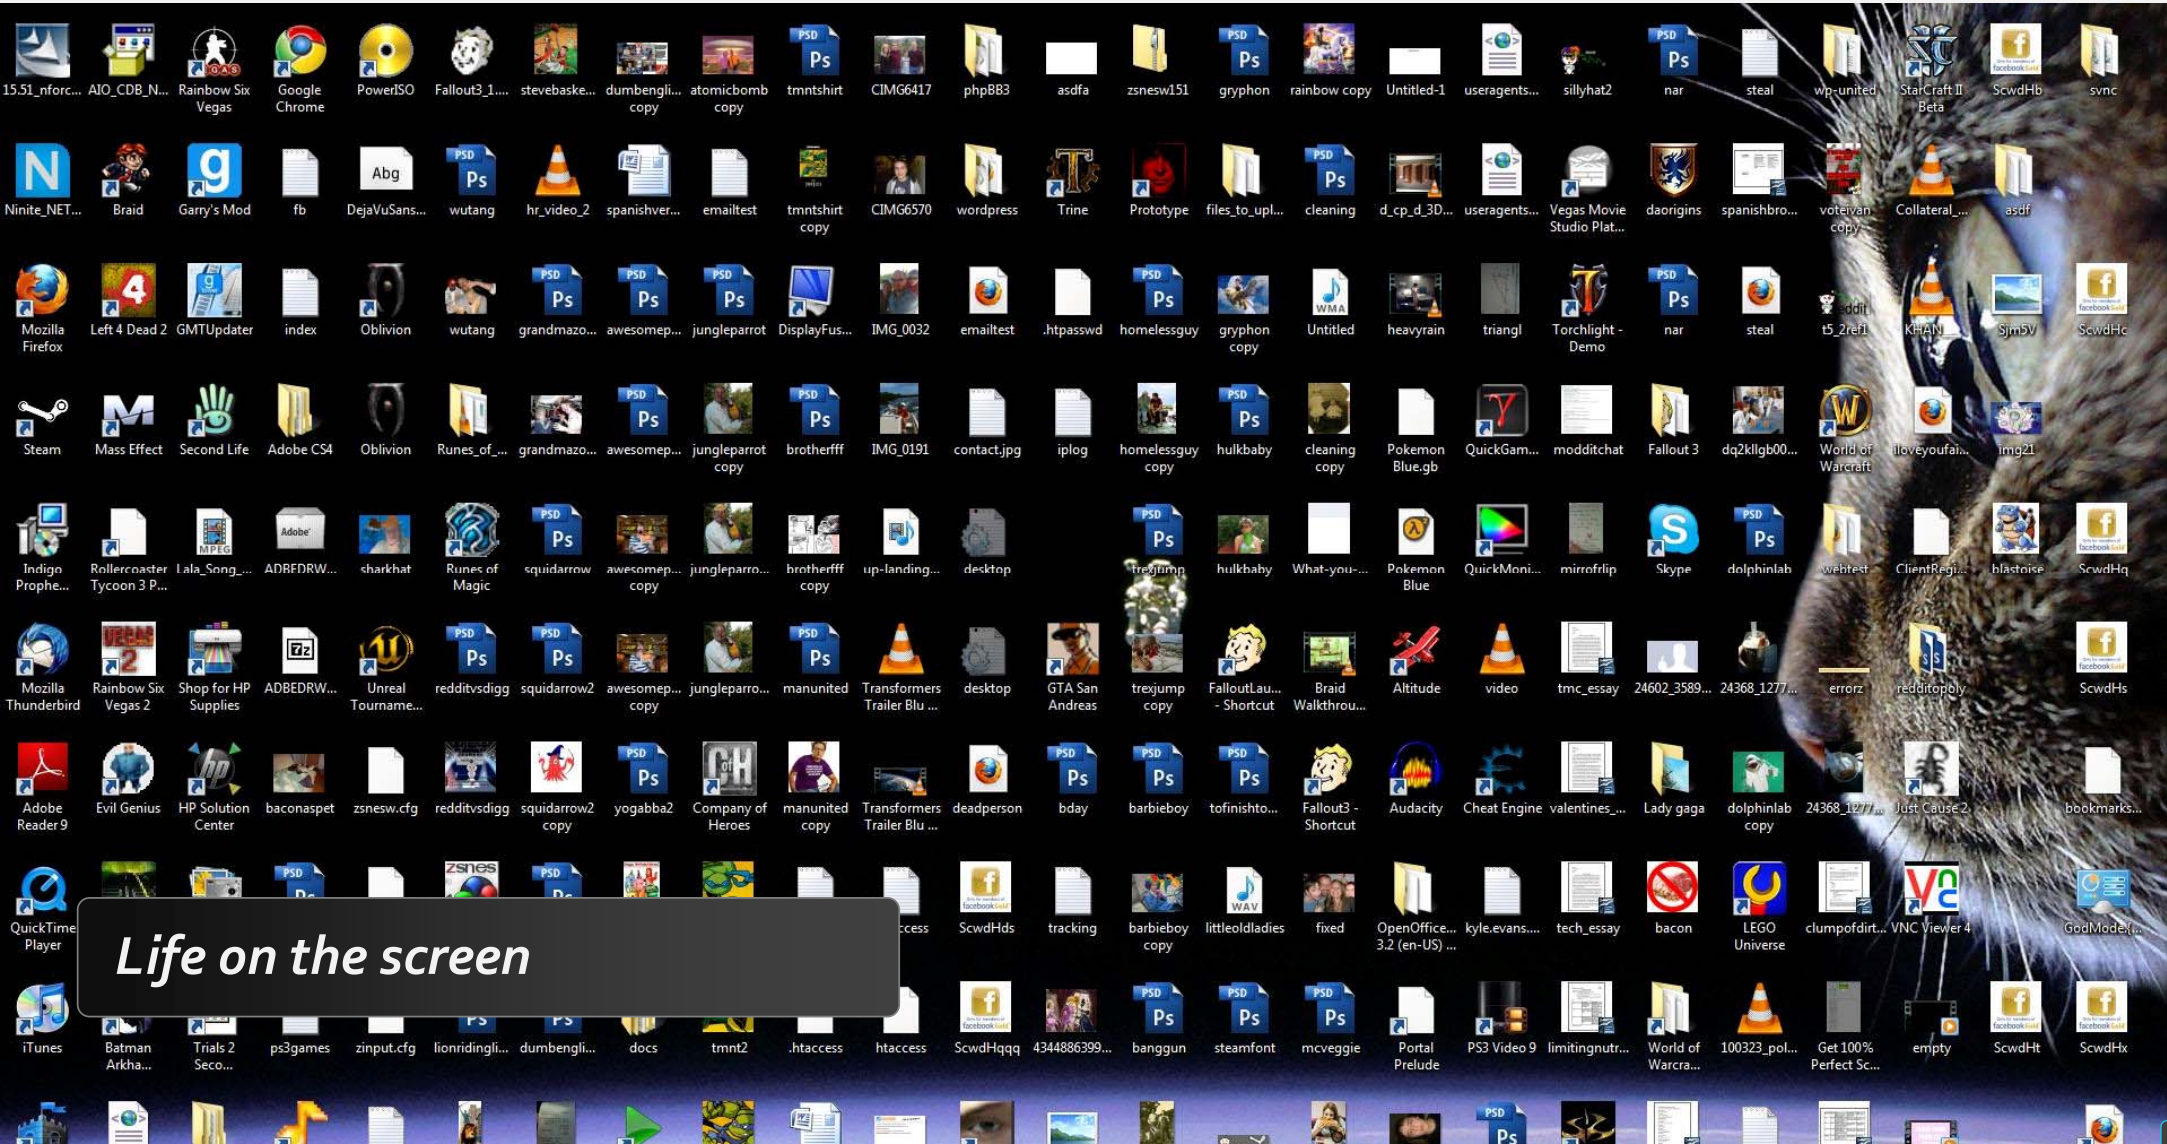 15.51_nforc... AIO_CDB_N... Rainbow Six Google PowerISO Fallout3_1.... stevebaske... dumbengli... atomicbomb tmntshirt CIMG6417 phpBB3 asdfa zsnesw151 gryphon rainbow copy Untitled-1 useragents... sillyhat2 nar steal wp-united StarCraft II ScwdHb svnc
Vegas Chrome copy copy Beta
Ninite_NET... Braid Garry's Mod fb DejaVuSans... wutang hr_video_2 spanishver... emailtest tmntshirt CIMG6570 wordpress Trine Prototype files_to_upl... cleaning d_cp_d_3D... useragents... Vegas Movie daorigins spanishbro... voteivan Collateral_... asdf
copy Studio Plat... copy
Mozilla Left 4 Dead 2 GMTUpdater index Oblivion wutang grandmazo... awesomep... jungleparrot DisplayFus... IMG_0032 emailtest .htpasswd homelessguy gryphon Untitled heavyrain triangl Torchlight - nar steal t5_2ref1 KHAN... Sjm5V ScwdHc
Firefox copy Demo
Steam Mass Effect Second Life Adobe CS4 Oblivion Runes_of_... grandmazo... awesomep... jungleparrot brotherfff IMG_0191 contact.jpg iplog homelessguy hulkbaby cleaning Pokemon QuickGam... modditchat Fallout 3 dq2kllgb00... World of iloveyoufai... img21
copy copy copy Blue.gb Warcraft
Indigo Rollercoaster Lala_Song_... ADBEDRW... sharkhat Runes of squidarrow awesomep... jungleparro... brotherfff up-landing... desktop trexjump hulkbaby What-you-... Pokemon QuickMoni... mirrofrlip Skype dolphinlab webtest ClientRegi... blastoise ScwdHq
Prophe... Tycoon 3 P... Magic copy copy Blue
Mozilla Rainbow Six Shop for HP ADBEDRW... Unreal redditvsdigg squidarrow2 awesomep... jungleparro... manunited Transformers desktop GTA San trexjump FalloutLau... Braid Altitude video tmc_essay 24602_3589... 24368_1277... errorz redditopoly ScwdHs
Thunderbird Vegas 2 Supplies Tourname... copy Trailer Blu ... Andreas copy - Shortcut Walkthrou...
Adobe Evil Genius HP Solution baconaspet zsnesw.cfg redditvsdigg squidarrow2 yogabba2 Company of manunited Transformers deadperson bday barbieboy tofinishto... Fallout3 - Audacity Cheat Engine valentines_... Lady gaga dolphinlab 24368_1277... Just Cause 2 bookmarks...
Reader 9 Center copy Heroes copy Trailer Blu ... Shortcut copy
QuickTime ccess ScwdHds tracking barbieboy littleoldladies fixed OpenOffice... kyle.evans.... tech_essay bacon LEGO clumpofdirt... VNC Viewer 4 GodMode.{...
Player copy 3.2 (en-US) ... Universe
Life on the screen
iTunes Batman Trials 2 ps3games zinput.cfg lionridingli... dumbengli... docs tmnt2 .htaccess htaccess ScwdHqqq 4344886399... banggun steamfont mcveggie Portal PS3 Video 9 limitingnutr... World of 100323_pol... Get 100% empty ScwdHt ScwdHx
Arkha... Seco... Prelude Warcra... Perfect Sc...